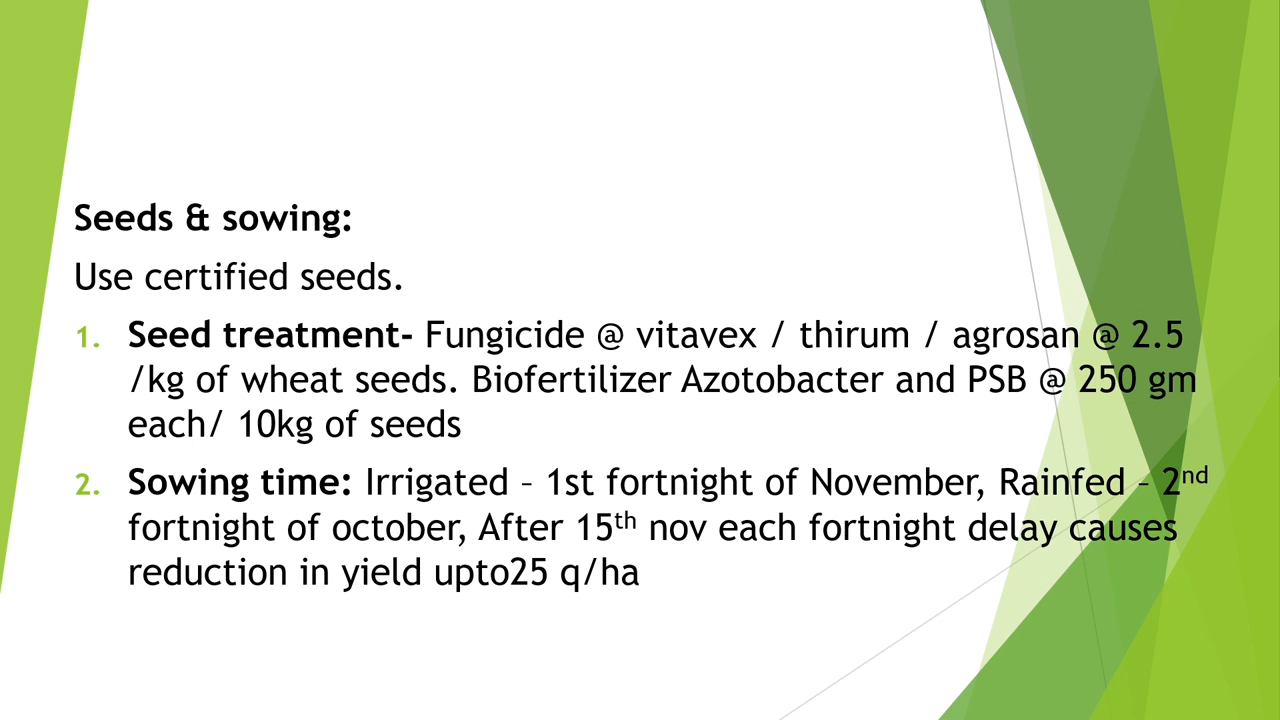 Seeds & sowing:
Use certified seeds.
1. Seed treatment- Fungicide @ vitavex / thirum / agrosan @ 2.5
/kg of wheat seeds. Biofertilizer Azotobacter and PSB @ 250 gm
each/ 10kg of seeds
2. Sowing time: Irrigated – 1st fortnight of November, Rainfed – 2nd
fortnight of october, After 15th nov each fortnight delay causes
reduction in yield upto25 q/ha